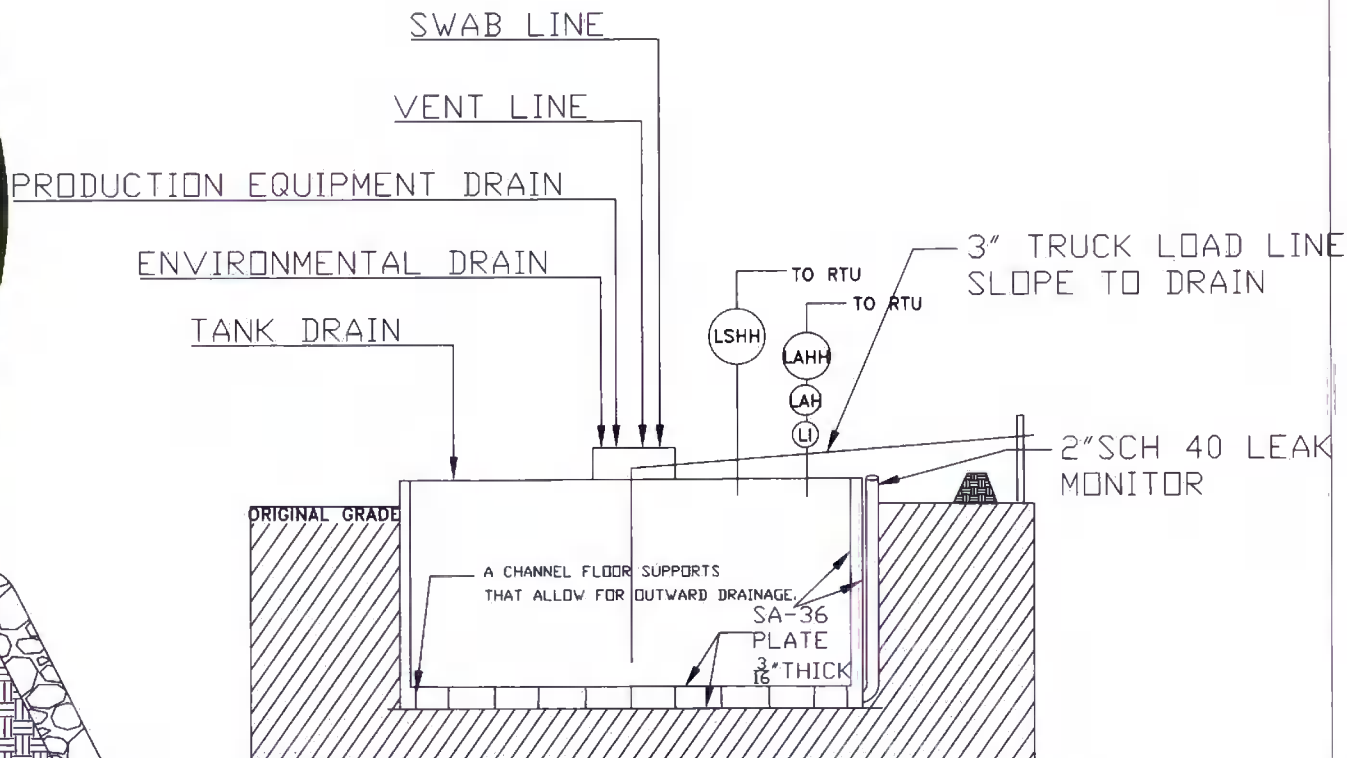 SWAB LINE
VENT LINE
PRODUCTION EQUIPMENT DRAIN
ENVIRONMENTAL DRAIN
TANK DRAIN
TO RTU
TO RTU
3" TRUCK LOAD LINE
SLOPE TO DRAIN
LSHH
LAHH
LAH
LI
2"SCH 40 LEAK
MONITOR
ORIGINAL GRADE
A CHANNEL FLOOR SUPPORTS
THAT ALLOW FOR OUTWARD DRAINAGE.
SA-36
PLATE
3/16" THICK